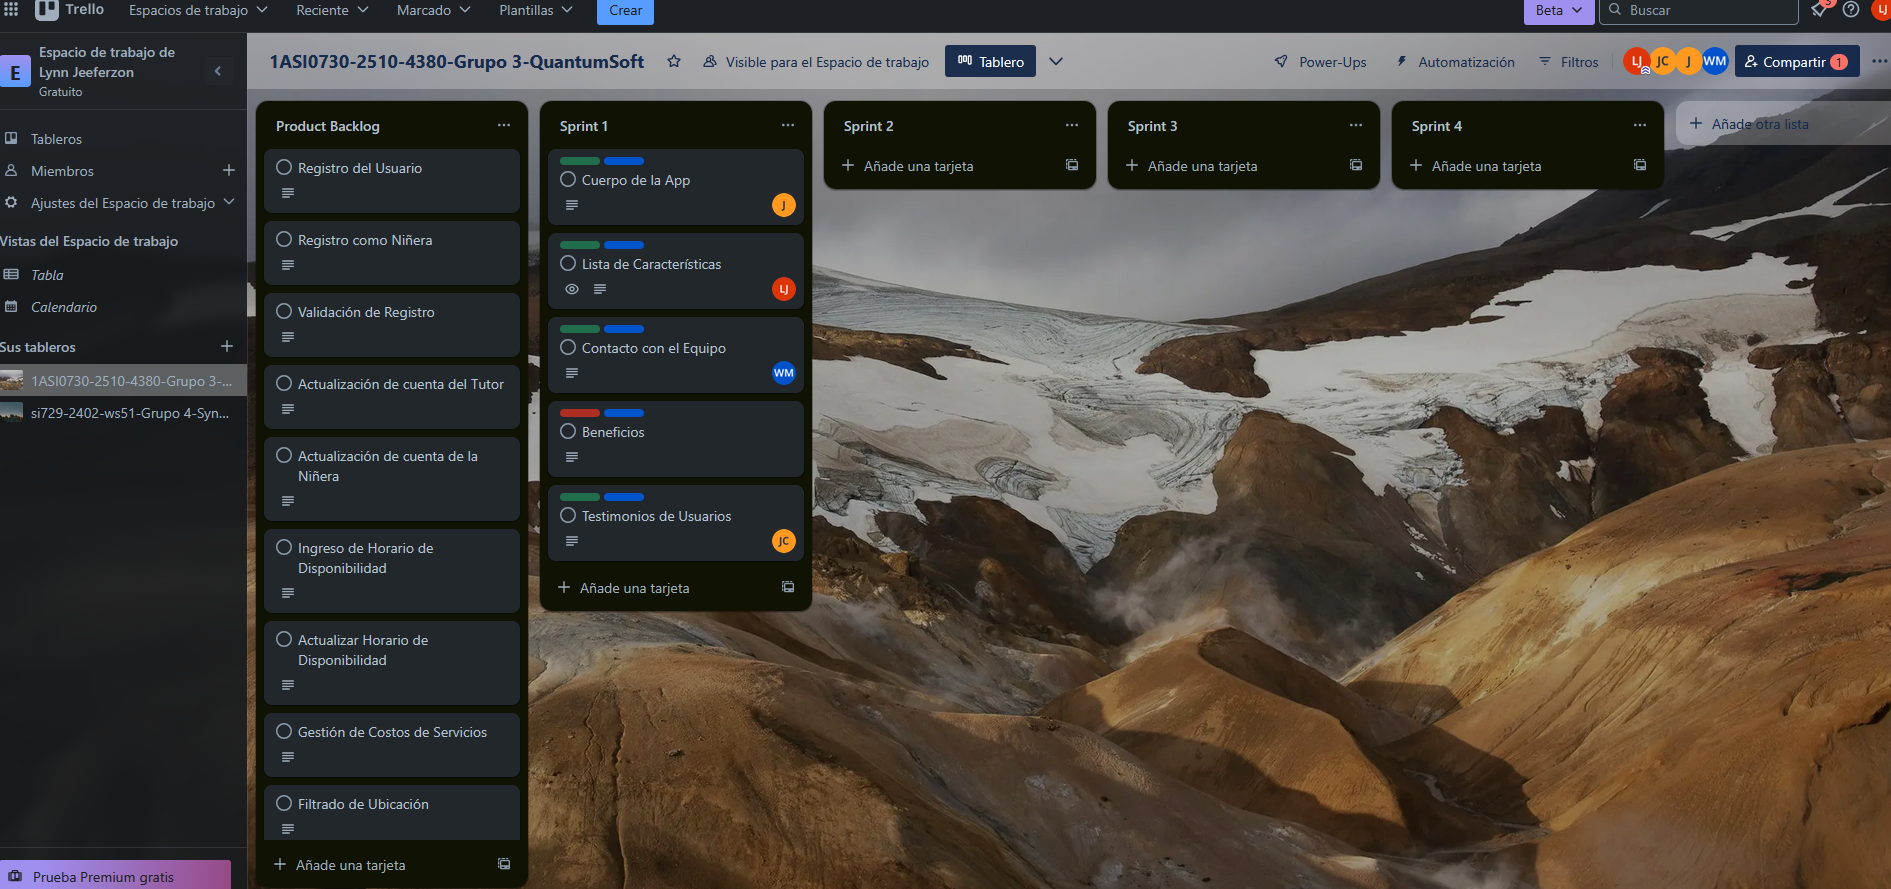 Trello
Espacios de trabajo
Reciente
Marcado
Plantillas
Crear
Beta
Buscar
3
LJ
E
Espacio de trabajo de
Lynn Jeeferzon
Gratuito
Tableros
Miembros
Ajustes del Espacio de trabajo
Vistas del Espacio de trabajo
Tabla
Calendario
Sus tableros
1ASI0730-2510-4380-Grupo 3-...
si729-2402-ws51-Grupo 4-Syn...
Prueba Premium gratis
1ASI0730-2510-4380-Grupo 3-QuantumSoft
Visible para el Espacio de trabajo
Tablero
Power-Ups
Automatización
Filtros
LJ
JC
J
WM
Compartir
1
Product Backlog
Registro del Usuario
Registro como Niñera
Validación de Registro
Actualización de cuenta del Tutor
Actualización de cuenta de la
Niñera
Ingreso de Horario de
Disponibilidad
Actualizar Horario de
Disponibilidad
Gestión de Costos de Servicios
Filtrado de Ubicación
Añade una tarjeta
Sprint 1
Cuerpo de la App
J
Lista de Características
LJ
Contacto con el Equipo
WM
Beneficios
Testimonios de Usuarios
JC
Añade una tarjeta
Sprint 2
Añade una tarjeta
Sprint 3
Añade una tarjeta
Sprint 4
Añade una tarjeta
Añade otra lista